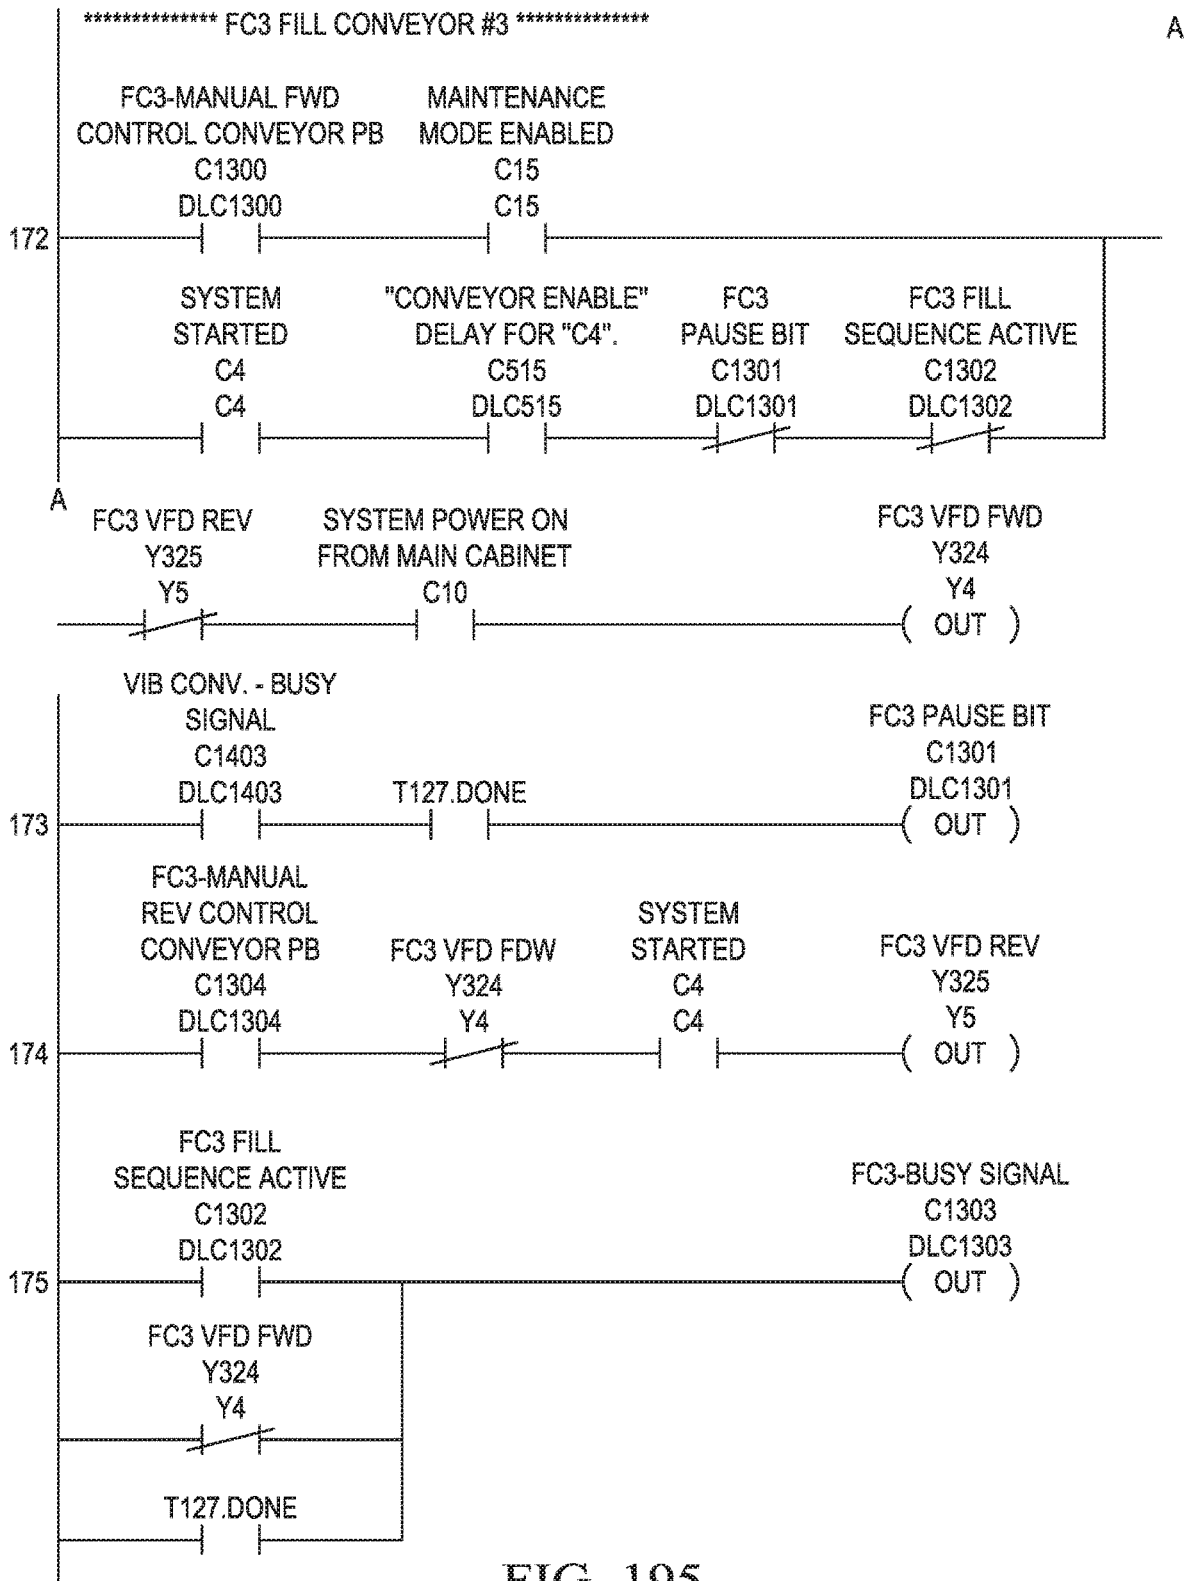 ************** FC3 FILL CONVEYOR #3 **************
A
FC3-MANUAL FWD
CONTROL CONVEYOR PB
C1300
DLC1300
MAINTENANCE
MODE ENABLED
C15
C15
172
SYSTEM
STARTED
C4
C4
"CONVEYOR ENABLE"
DELAY FOR "C4".
C515
DLC515
FC3
PAUSE BIT
C1301
DLC1301
FC3 FILL
SEQUENCE ACTIVE
C1302
DLC1302
A
FC3 VFD REV
Y325
Y5
SYSTEM POWER ON
FROM MAIN CABINET
C10
FC3 VFD FWD
Y324
Y4
( OUT )
VIB CONV. - BUSY
SIGNAL
C1403
DLC1403
T127.DONE
FC3 PAUSE BIT
C1301
DLC1301
173
( OUT )
FC3-MANUAL
REV CONTROL
CONVEYOR PB
C1304
DLC1304
FC3 VFD FDW
Y324
Y4
SYSTEM
STARTED
C4
C4
FC3 VFD REV
Y325
Y5
174
( OUT )
FC3 FILL
SEQUENCE ACTIVE
C1302
DLC1302
FC3-BUSY SIGNAL
C1303
DLC1303
175
( OUT )
FC3 VFD FWD
Y324
Y4
T127.DONE
FIG. 195